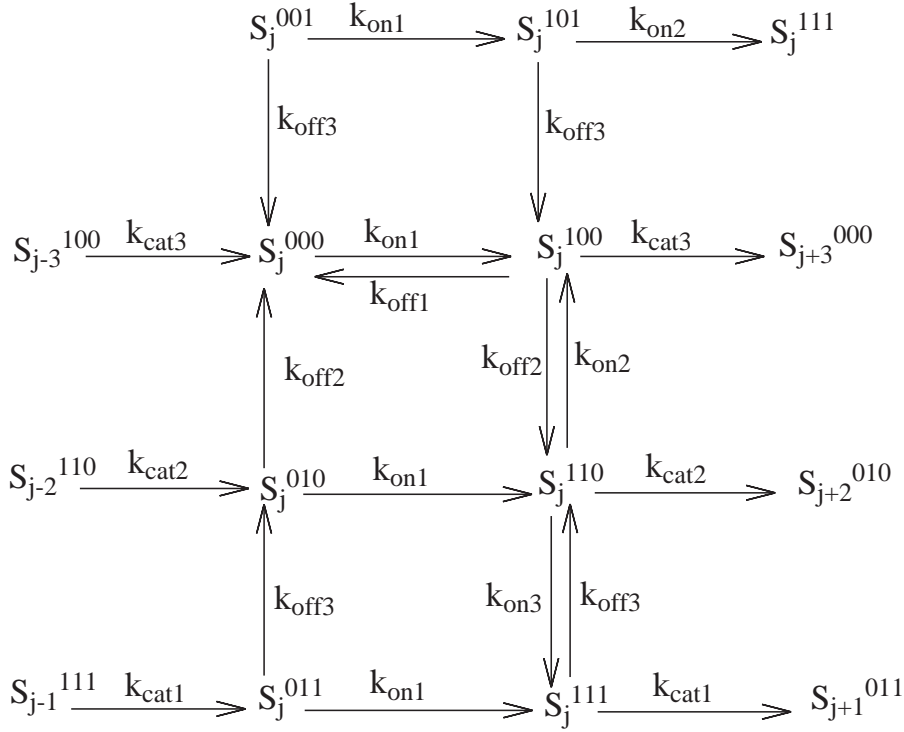 S_j^001 k_on1 S_j^101 k_on2 S_j^111
k_off3 k_off3
S_j-3^100 k_cat3 S_j^000 k_on1 S_j^100 k_cat3 S_j+3^000
k_off1
k_off2 k_off2 k_on2
S_j-2^110 k_cat2 S_j^010 k_on1 S_j^110 k_cat2 S_j+2^010
k_off3 k_on3 k_off3
S_j-1^111 k_cat1 S_j^011 k_on1 S_j^111 k_cat1 S_j+1^011